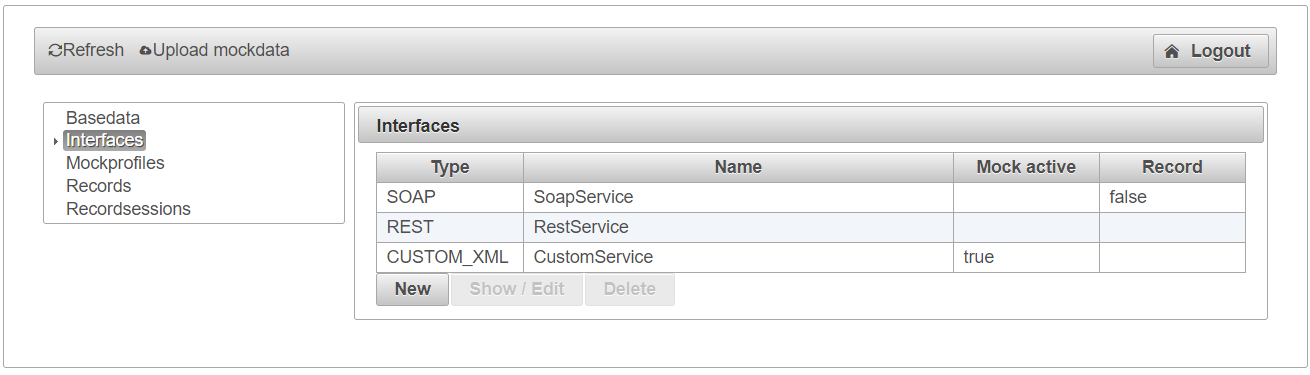 Refresh Upload mockdata Logout
Basedata
Interfaces
Mockprofiles
Records
Recordsessions
Interfaces
Type Name Mock active Record
SOAP SoapService false
REST RestService
CUSTOM_XML CustomService true
New Show / Edit Delete